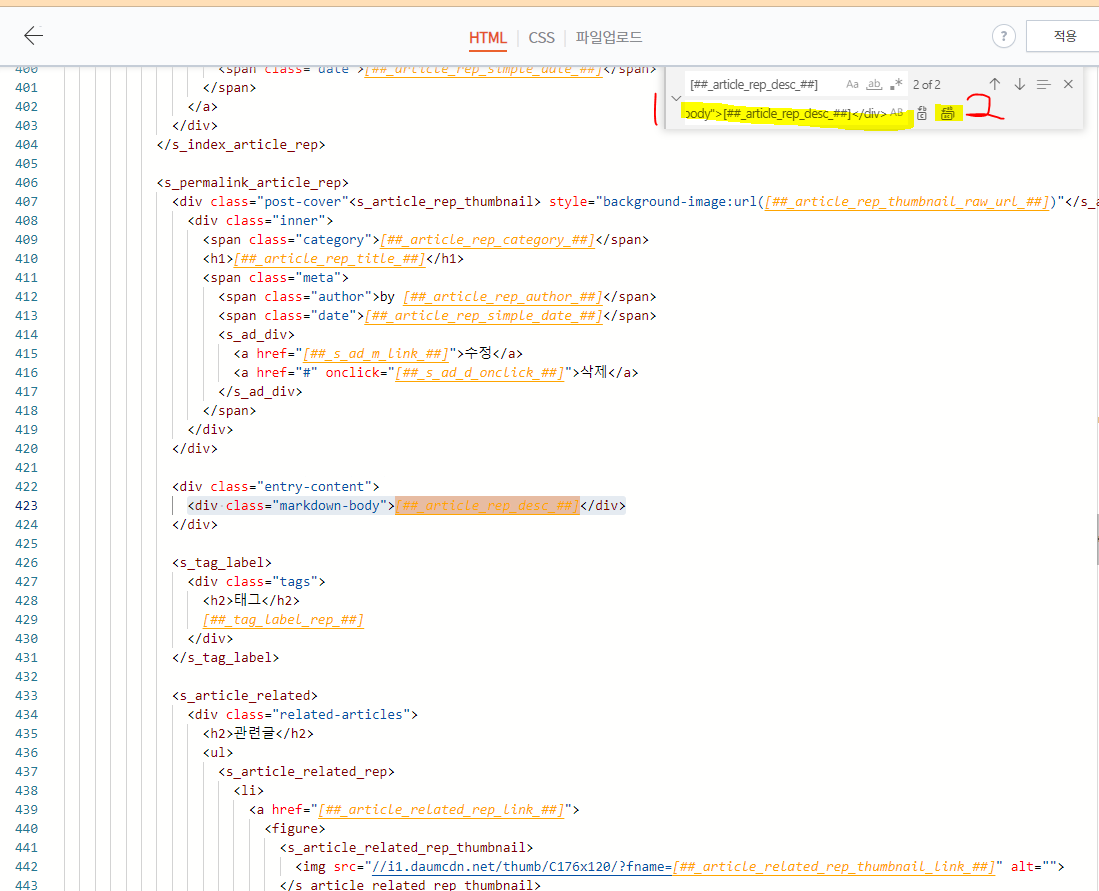 HTML CSS 파일업로드 ? 적용
[##_article_rep_desc_##] Aa ab .* 2 of 2
1 body">[##_article_rep_desc_##]</div> AB 2
400 <span class="date">[##_article_rep_simple_date_##]</span>
401 </span>
402 </a>
403 </div>
404 </s_index_article_rep>
405
406 <s_permalink_article_rep>
407 <div class="post-cover"<s_article_rep_thumbnail> style="background-image:url([##_article_rep_thumbnail_raw_url_##])"</s_a
408 <div class="inner">
409 <span class="category">[##_article_rep_category_##]</span>
410 <h1>[##_article_rep_title_##]</h1>
411 <span class="meta">
412 <span class="author">by [##_article_rep_author_##]</span>
413 <span class="date">[##_article_rep_simple_date_##]</span>
414 <s_ad_div>
415 <a href="[##_s_ad_m_link_##]">수정</a>
416 <a href="#" onclick="[##_s_ad_d_onclick_##]">삭제</a>
417 </s_ad_div>
418 </span>
419 </div>
420 </div>
421
422 <div class="entry-content">
423 <div class="markdown-body">[##_article_rep_desc_##]</div>
424 </div>
425
426 <s_tag_label>
427 <div class="tags">
428 <h2>태그</h2>
429 [##_tag_label_rep_##]
430 </div>
431 </s_tag_label>
432
433 <s_article_related>
434 <div class="related-articles">
435 <h2>관련글</h2>
436 <ul>
437 <s_article_related_rep>
438 <li>
439 <a href="[##_article_related_rep_link_##]">
440 <figure>
441 <s_article_related_rep_thumbnail>
442 <img src="//i1.daumcdn.net/thumb/C176x120/?fname=[##_article_related_rep_thumbnail_link_##]" alt="">
443 </s_article_related_rep_thumbnail>